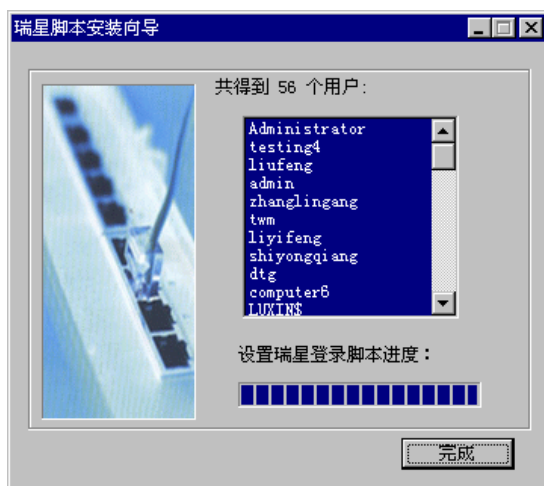 瑞星脚本安装向导
共得到 56 个用户:
Administrator
testing4
liufeng
admin
zhanglingang
twm
liyifeng
shiyongqiang
dtg
computer6
LUXIN$
设置瑞星登录脚本进度：
完成